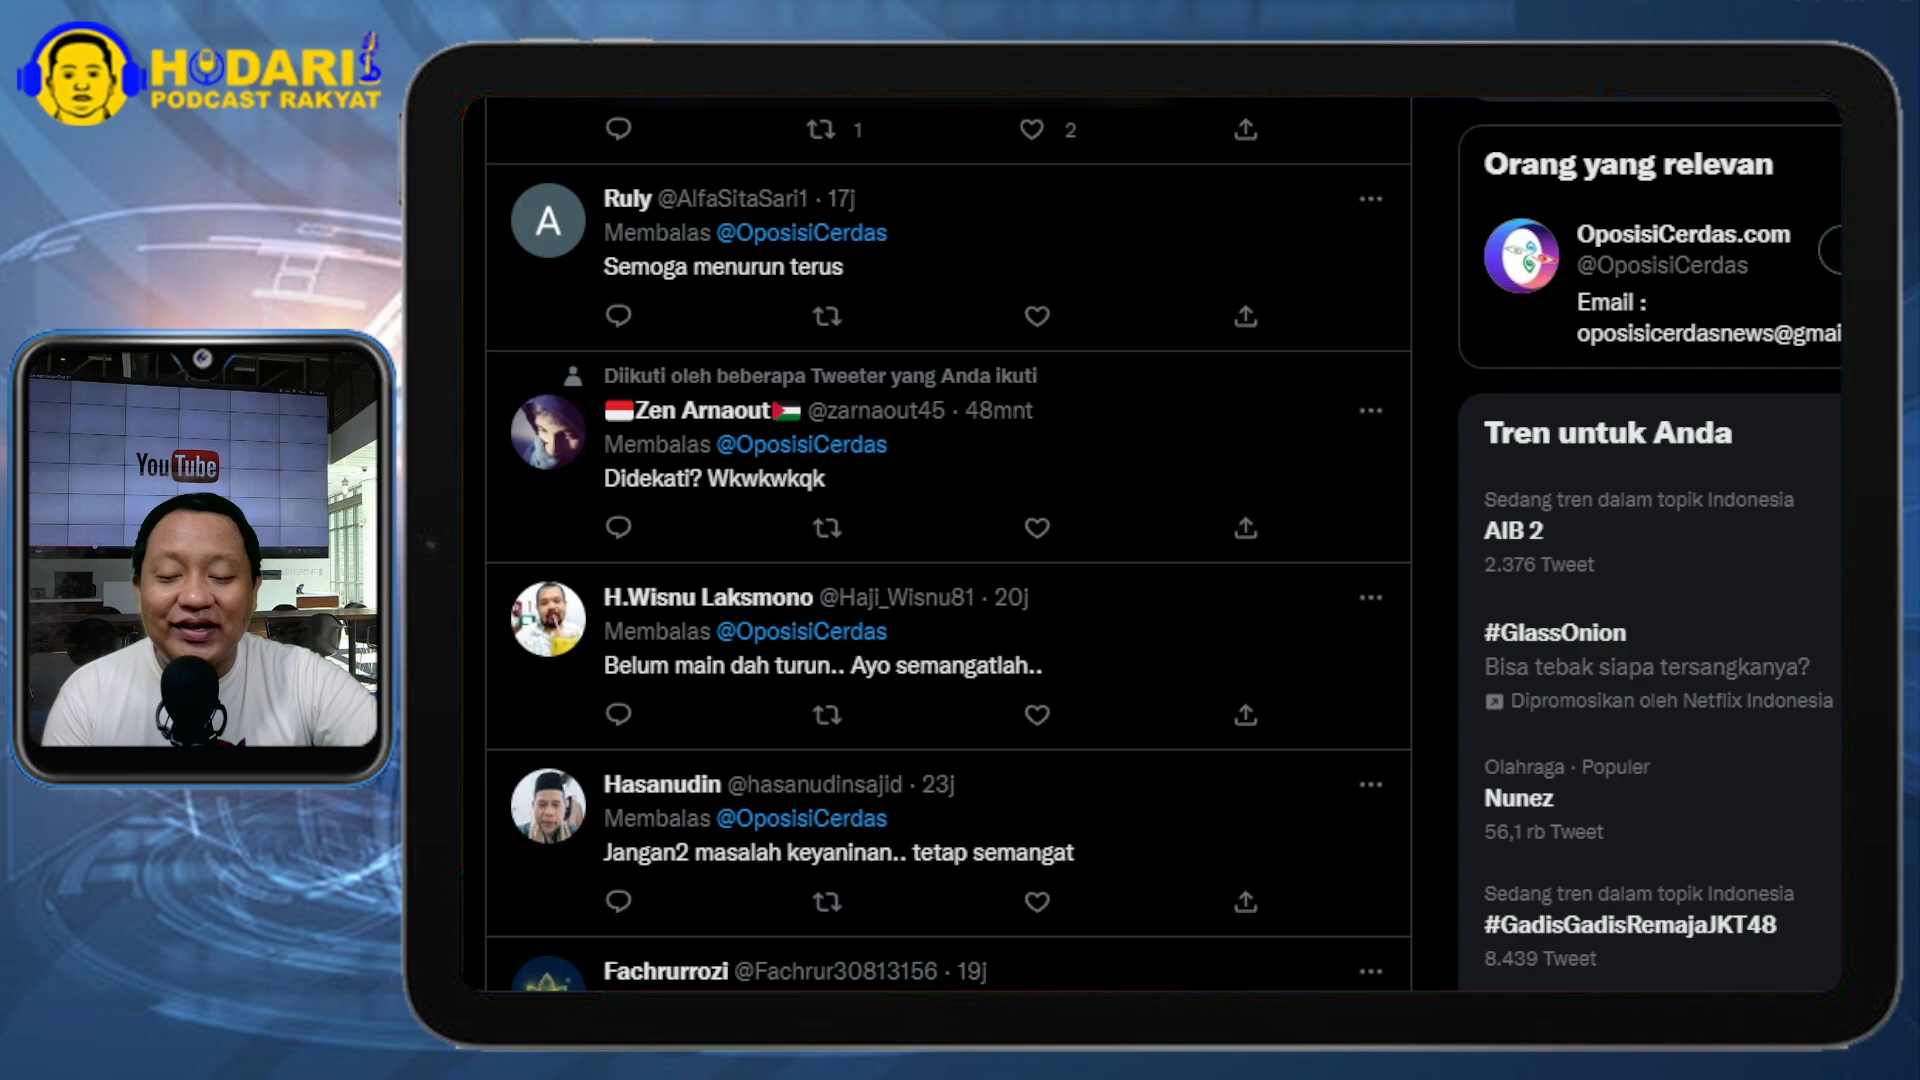 HODARI
PODCAST RAKYAT
YouTube
1
2
A
Ruly @AlfaSitaSari1 · 17j
Membalas @OposisiCerdas
Semoga menurun terus
Diikuti oleh beberapa Tweeter yang Anda ikuti
Zen Arnaout @zarnaout45 · 48mnt
Membalas @OposisiCerdas
Didekati? Wkwkwkqk
H.Wisnu Laksmono @Haji_Wisnu81 · 20j
Membalas @OposisiCerdas
Belum main dah turun.. Ayo semangatlah..
Hasanudin @hasanudinsajid · 23j
Membalas @OposisiCerdas
Jangan2 masalah keyaninan.. tetap semangat
Fachrurrozi @Fachrur30813156 · 19j
Orang yang relevan
OposisiCerdas.com
@OposisiCerdas
Email :
oposisicerdasnews@gmai
Tren untuk Anda
Sedang tren dalam topik Indonesia
AIB 2
2.376 Tweet
#GlassOnion
Bisa tebak siapa tersangkanya?
Dipromosikan oleh Netflix Indonesia
Olahraga · Populer
Nunez
56,1 rb Tweet
Sedang tren dalam topik Indonesia
#GadisGadisRemajaJKT48
8.439 Tweet